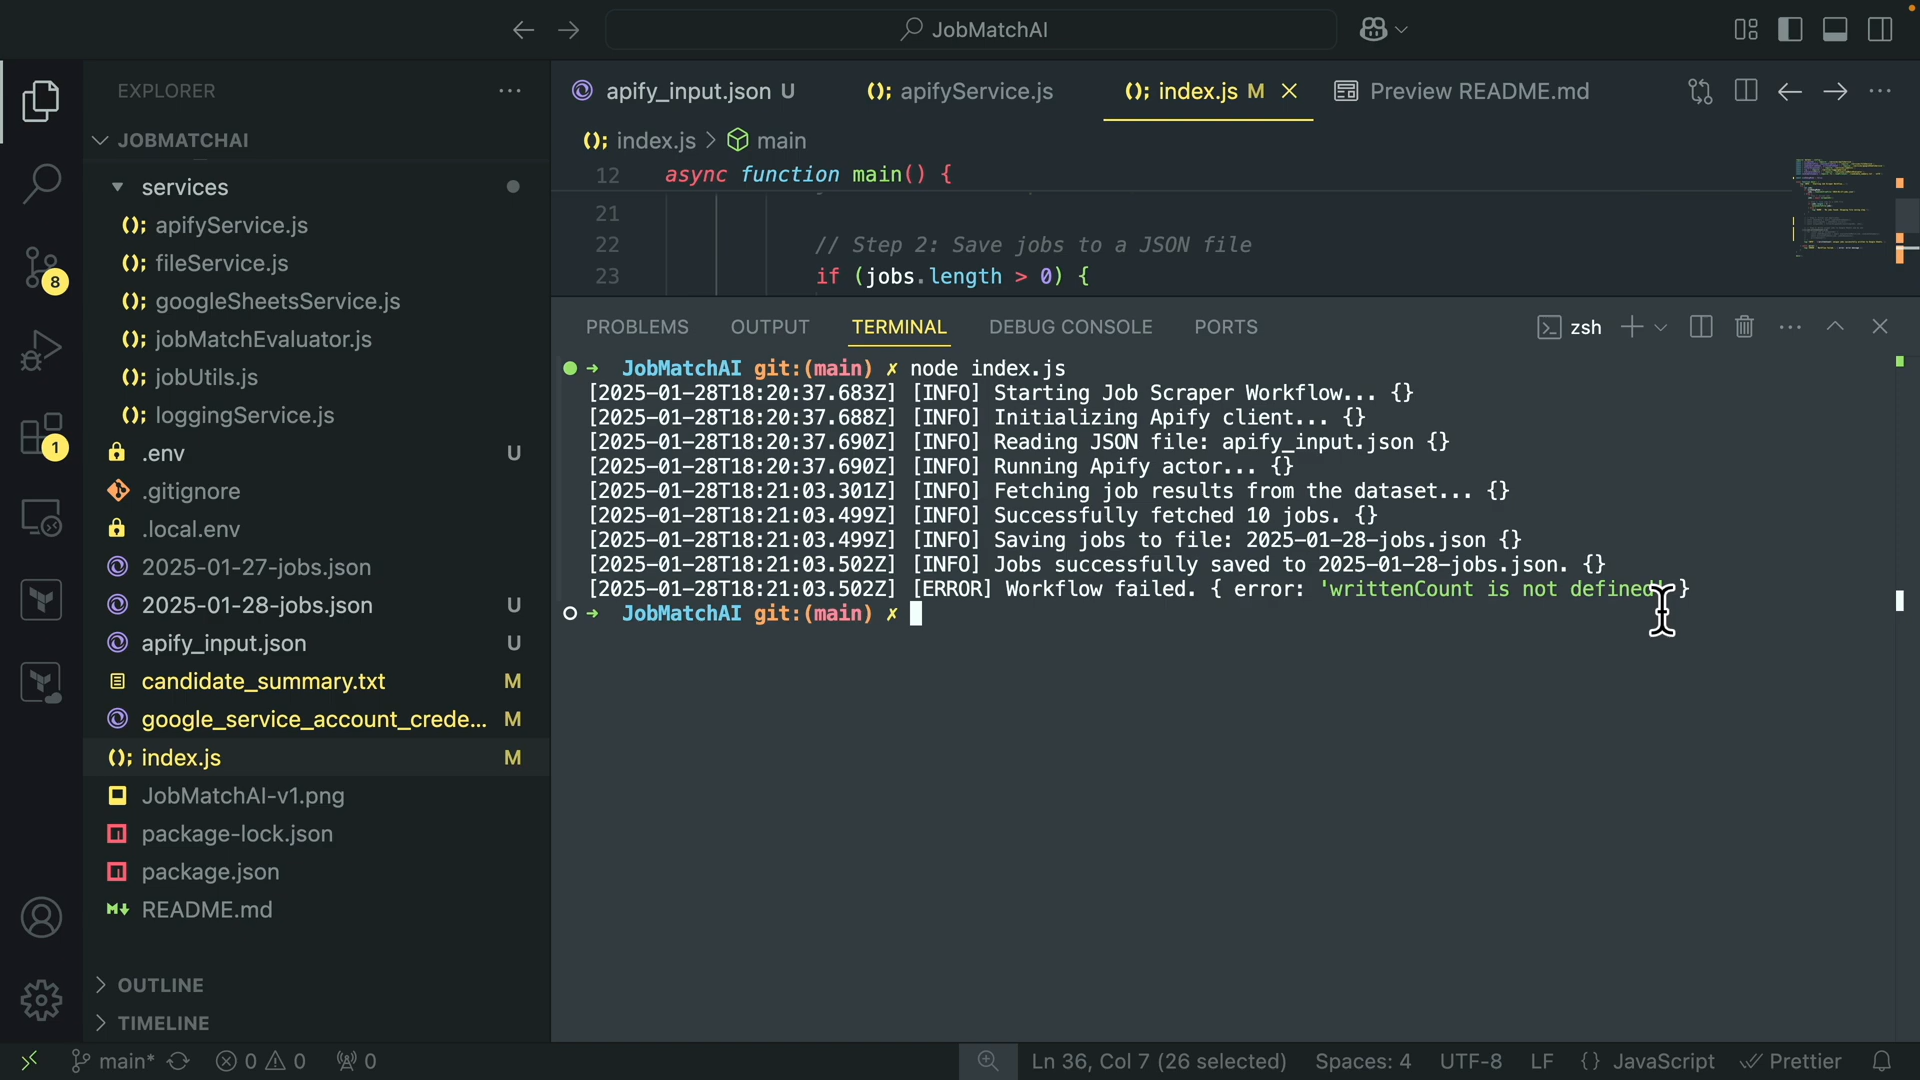 JobMatchAI
EXPLORER
JOBMATCHAI
services
apifyService.js
fileService.js
googleSheetsService.js
jobMatchEvaluator.js
jobUtils.js
loggingService.js
.env U
.gitignore
.local.env
2025-01-27-jobs.json
2025-01-28-jobs.json U
apify_input.json U
candidate_summary.txt M
google_service_account_crede... M
index.js M
JobMatchAI-v1.png
package-lock.json
package.json
README.md
OUTLINE
TIMELINE
8
1
apify_input.json U apifyService.js index.js M Preview README.md
index.js > main
12 async function main() {
21
22 // Step 2: Save jobs to a JSON file
23 if (jobs.length > 0) {
PROBLEMS OUTPUT TERMINAL DEBUG CONSOLE PORTS zsh
➜ JobMatchAI git:(main) ✗ node index.js
[2025-01-28T18:20:37.683Z] [INFO] Starting Job Scraper Workflow... {}
[2025-01-28T18:20:37.688Z] [INFO] Initializing Apify client... {}
[2025-01-28T18:20:37.690Z] [INFO] Reading JSON file: apify_input.json {}
[2025-01-28T18:20:37.690Z] [INFO] Running Apify actor... {}
[2025-01-28T18:21:03.301Z] [INFO] Fetching job results from the dataset... {}
[2025-01-28T18:21:03.499Z] [INFO] Successfully fetched 10 jobs. {}
[2025-01-28T18:21:03.499Z] [INFO] Saving jobs to file: 2025-01-28-jobs.json {}
[2025-01-28T18:21:03.502Z] [INFO] Jobs successfully saved to 2025-01-28-jobs.json. {}
[2025-01-28T18:21:03.502Z] [ERROR] Workflow failed. { error: 'writtenCount is not defined' }
➜ JobMatchAI git:(main) ✗
main* 0 0 0 Ln 36, Col 7 (26 selected) Spaces: 4 UTF-8 LF {} JavaScript Prettier